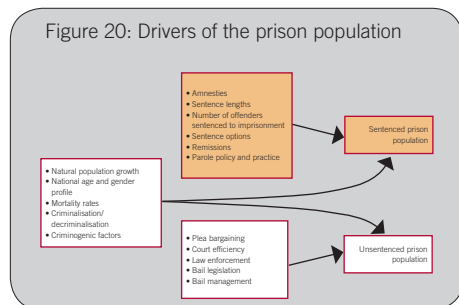 Figure 20: Drivers of the prison population
• Amnesties
• Sentence lengths
• Number of offenders
sentenced to imprisonment
• Sentence options
• Remissions
• Parole policy and practice
Sentenced prison
population
• Natural population growth
• National age and gender
profile
• Mortality rates
• Criminalisation/
decriminalisation
• Criminogenic factors
• Plea bargaining
• Court efficiency
• Law enforcement
• Bail legislation
• Bail management
Unsentenced prison
population